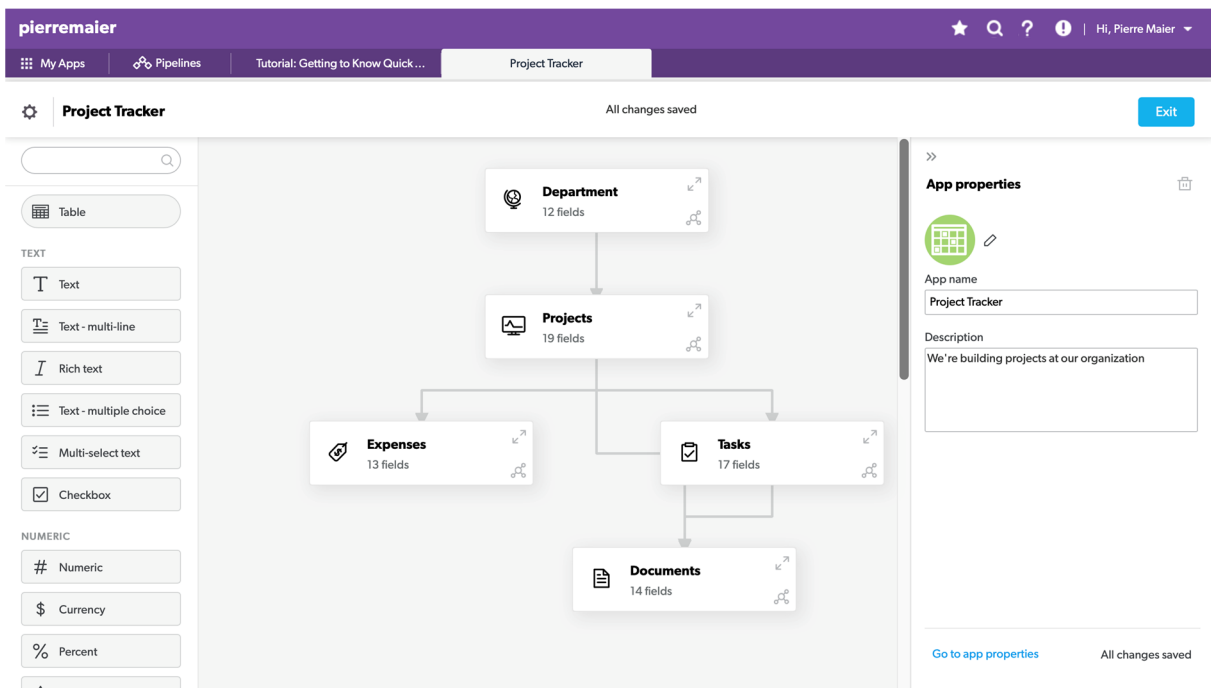 pierremaier
Hi, Pierre Maier
My Apps
Pipelines
Tutorial: Getting to Know Quick ...
Project Tracker
Project Tracker
All changes saved
Exit
Table
TEXT
Text
Text - multi-line
Rich text
Text - multiple choice
Multi-select text
Checkbox
NUMERIC
Numeric
Currency
Percent
Department
12 fields
Projects
19 fields
Expenses
13 fields
Tasks
17 fields
Documents
14 fields
App properties
App name
Project Tracker
Description
We're building projects at our organization
Go to app properties
All changes saved